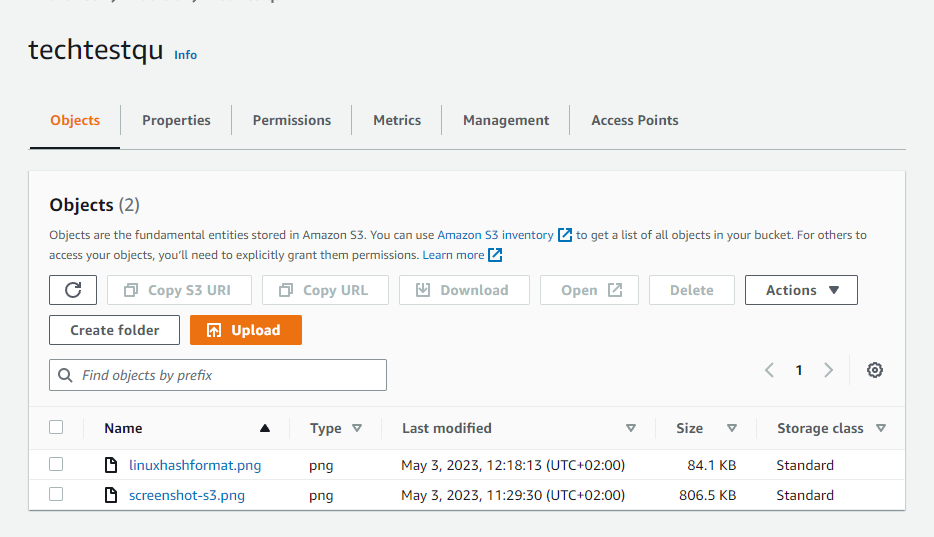 techtestqu Info
Objects Properties Permissions Metrics Management Access Points
Objects (2)
Objects are the fundamental entities stored in Amazon S3. You can use Amazon S3 inventory to get a list of all objects in your bucket. For others to
access your objects, you'll need to explicitly grant them permissions. Learn more
Copy S3 URI Copy URL Download Open Delete Actions
Create folder Upload
Find objects by prefix 1
Name Type Last modified Size Storage class
linuxhashformat.png png May 3, 2023, 12:18:13 (UTC+02:00) 84.1 KB Standard
screenshot-s3.png png May 3, 2023, 11:29:30 (UTC+02:00) 806.5 KB Standard